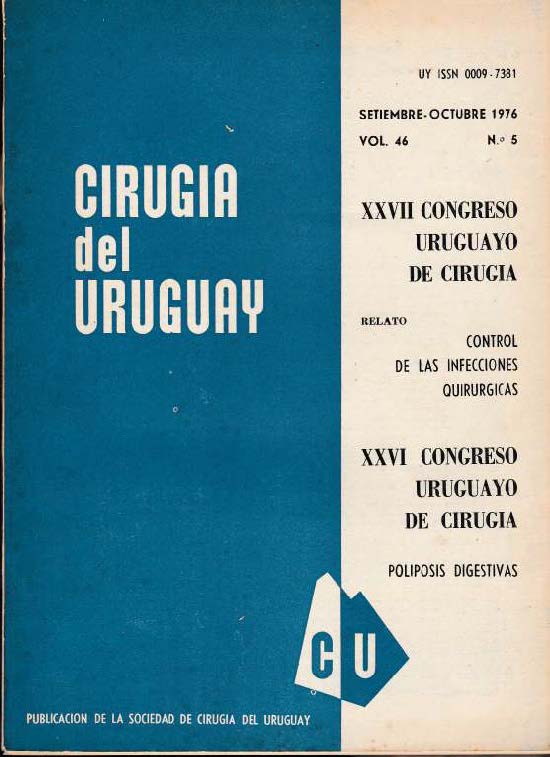 UY ISSN 0009-7381
SETIEMBRE-OCTUBRE 1976
VOL. 46 N.º 5
CIRUGIA
del
URUGUAY
XXVII CONGRESO
URUGUAYO
DE CIRUGIA
RELATO
CONTROL
DE LAS INFECCIONES
QUIRURGICAS
XXVI CONGRESO
URUGUAYO
DE CIRUGIA
POLIPOSIS DIGESTIVAS
CU
PUBLICACION DE LA SOCIEDAD DE CIRUGIA DEL URUGUAY